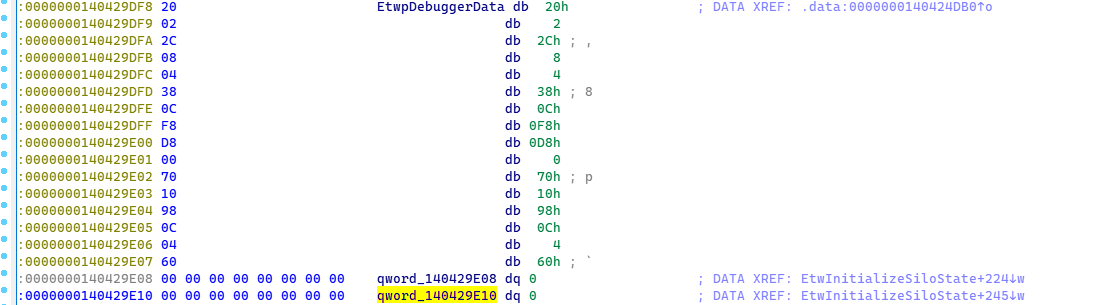 :0000000140429DF8 20 EtwpDebuggerData db 20h ; DATA XREF: .data:0000000140424DB0↑o
:0000000140429DF9 02 db 2
:0000000140429DFA 2C db 2Ch ; ,
:0000000140429DFB 08 db 8
:0000000140429DFC 04 db 4
:0000000140429DFD 38 db 38h ; 8
:0000000140429DFE 0C db 0Ch
:0000000140429DFF F8 db 0F8h
:0000000140429E00 D8 db 0D8h
:0000000140429E01 00 db 0
:0000000140429E02 70 db 70h ; p
:0000000140429E03 10 db 10h
:0000000140429E04 98 db 98h
:0000000140429E05 0C db 0Ch
:0000000140429E06 04 db 4
:0000000140429E07 60 db 60h ; `
:0000000140429E08 00 00 00 00 00 00 00 00 qword_140429E08 dq 0 ; DATA XREF: EtwInitializeSiloState+224↓w
:0000000140429E10 00 00 00 00 00 00 00 00 qword_140429E10 dq 0 ; DATA XREF: EtwInitializeSiloState+245↓w